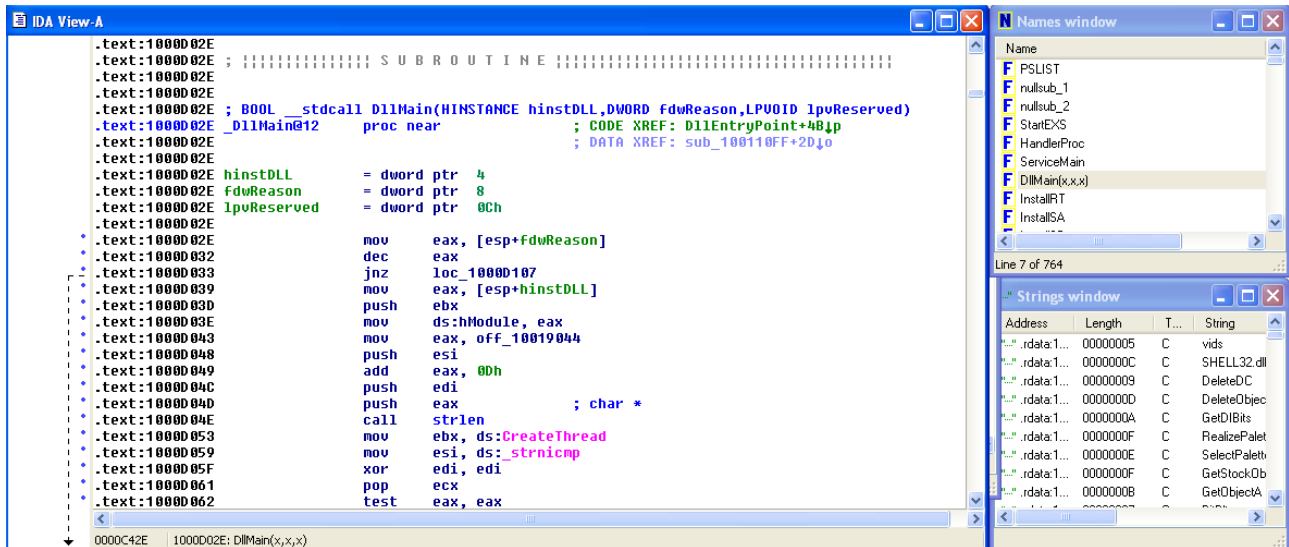 IDA View-A
.text:1000D02E
.text:1000D02E ; ||||||||||||||| S U B R O U T I N E |||||||||||||||||||||||||||||||||||||||
.text:1000D02E
.text:1000D02E
.text:1000D02E ; BOOL __stdcall DllMain(HINSTANCE hinstDLL,DWORD fdwReason,LPVOID lpvReserved)
.text:1000D02E _DllMain@12 proc near ; CODE XREF: DllEntryPoint+4B↓p
.text:1000D02E ; DATA XREF: sub_100110FF+2D↓o
.text:1000D02E
.text:1000D02E hinstDLL = dword ptr 4
.text:1000D02E fdwReason = dword ptr 8
.text:1000D02E lpvReserved = dword ptr 0Ch
.text:1000D02E
.text:1000D02E mov eax, [esp+fdwReason]
.text:1000D032 dec eax
.text:1000D033 jnz loc_1000D107
.text:1000D039 mov eax, [esp+hinstDLL]
.text:1000D03D push ebx
.text:1000D03E mov ds:hModule, eax
.text:1000D043 mov eax, off_10019044
.text:1000D048 push esi
.text:1000D049 add eax, 0Dh
.text:1000D04C push edi
.text:1000D04D push eax ; char *
.text:1000D04E call strlen
.text:1000D053 mov ebx, ds:CreateThread
.text:1000D059 mov esi, ds:_strnicmp
.text:1000D05F xor edi, edi
.text:1000D061 pop ecx
.text:1000D062 test eax, eax
0000C42E 1000D02E: DllMain(x,x,x)
N Names window
Name
F PSLIST
F nullsub_1
F nullsub_2
F StartEXS
F HandlerProc
F ServiceMain
F DllMain(x,x,x)
F InstallRT
F InstallSA
Line 7 of 764
"..." Strings window
Address Length T... String
"..." .rdata:1... 00000005 C vids
"..." .rdata:1... 0000000C C SHELL32.dll
"..." .rdata:1... 00000009 C DeleteDC
"..." .rdata:1... 0000000D C DeleteObjec
"..." .rdata:1... 0000000A C GetDIBits
"..." .rdata:1... 0000000F C RealizePalet
"..." .rdata:1... 0000000E C SelectPalett
"..." .rdata:1... 0000000F C GetStockOb
"..." .rdata:1... 0000000B C GetObjectA